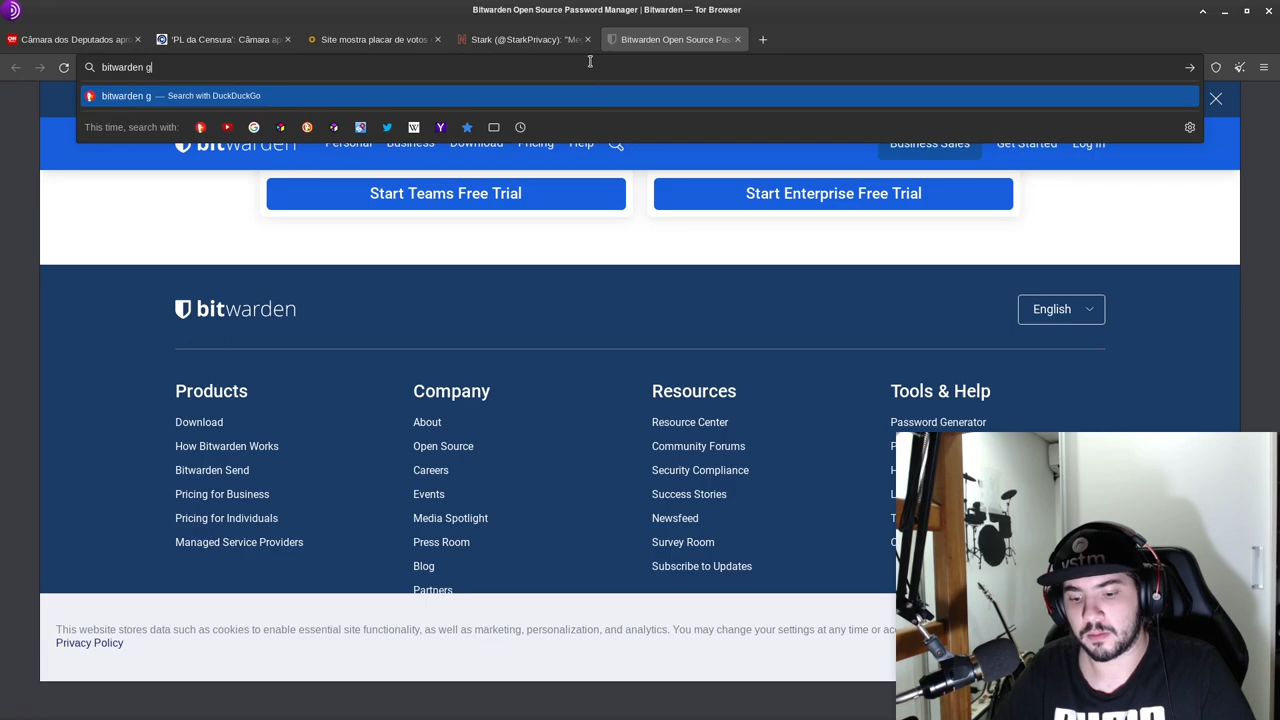 Bitwarden Open Source Password Manager | Bitwarden — Tor Browser
Câmara dos Deputados apro
'PL da Censura': Câmara ap
Site mostra placar de votos
Stark (@StarkPrivacy): "Me
Bitwarden Open Source Pas
bitwarden g
bitwarden g — Search with DuckDuckGo
This time, search with:
bitwarden Personal Business Download Pricing Help Business Sales Get Started Log In
Start Teams Free Trial
Start Enterprise Free Trial
bitwarden
English
Products
Download
How Bitwarden Works
Bitwarden Send
Pricing for Business
Pricing for Individuals
Managed Service Providers
Company
About
Open Source
Careers
Events
Media Spotlight
Press Room
Blog
Partners
Resources
Resource Center
Community Forums
Security Compliance
Success Stories
Newsfeed
Survey Room
Subscribe to Updates
Tools & Help
Password Generator
This website stores data such as cookies to enable essential site functionality, as well as marketing, personalization, and analytics. You may change your settings at any time or
Privacy Policy
vstm